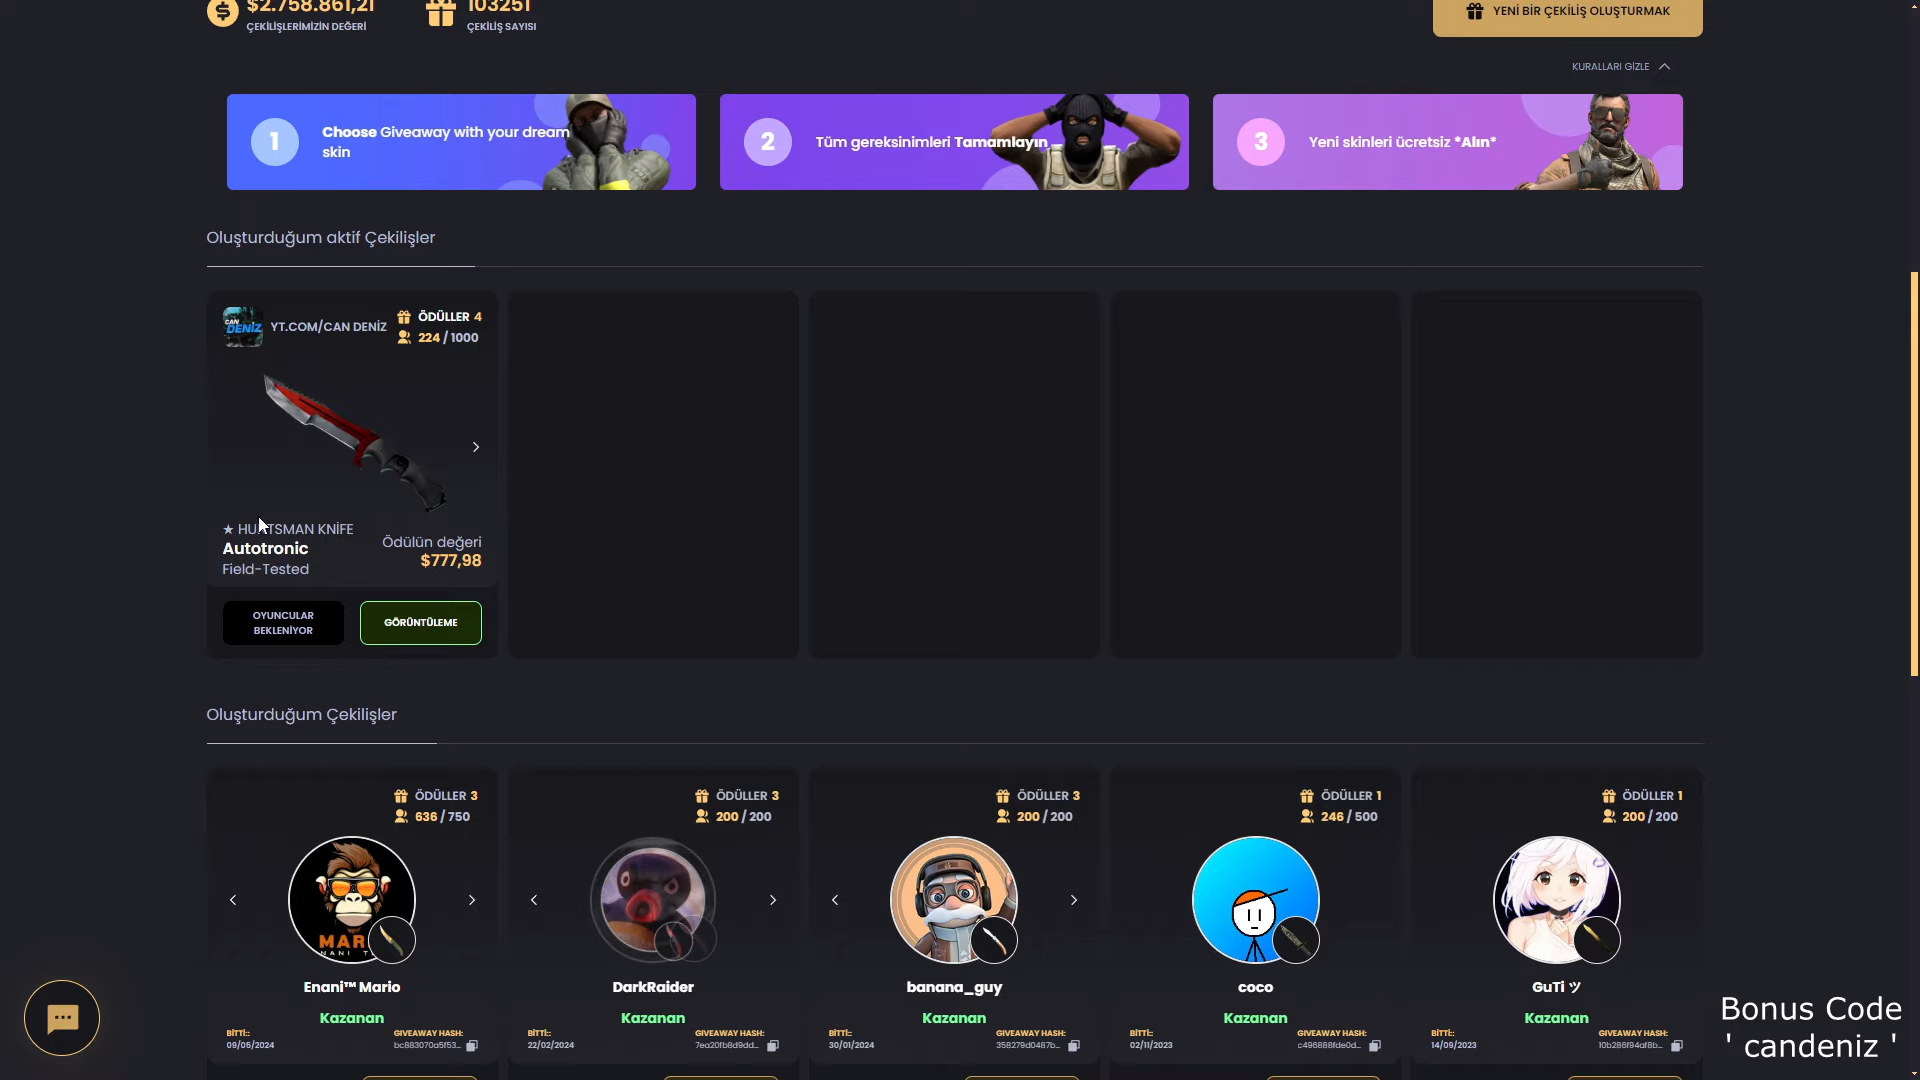 $2.758.861,21
ÇEKİLİŞLERİMİZİN DEĞERİ
103251
ÇEKİLİŞ SAYISI
YENİ BİR ÇEKİLİŞ OLUŞTURMAK
KURALLARI GİZLE
1
Choose Giveaway with your dream
skin
2
Tüm gereksinimleri Tamamlayın
3
Yeni skinleri ücretsiz *Alın*
Oluşturduğum aktif Çekilişler
CAN
DENİZ
YT.COM/CAN DENİZ
ÖDÜLLER 4
224 / 1000
★ HUNTSMAN KNİFE
Autotronic
Field-Tested
Ödülün değeri
$777,98
OYUNCULAR
BEKLENİYOR
GÖRÜNTÜLEME
Oluşturduğum Çekilişler
ÖDÜLLER 3
636 / 750
Enani™ Mario
Kazanan
BİTTİ::
09/05/2024
GIVEAWAY HASH:
bc883070a5f53...
ÖDÜLLER 3
200 / 200
DarkRaider
Kazanan
BİTTİ::
22/02/2024
GIVEAWAY HASH:
7ea20fb8d9dd...
ÖDÜLLER 3
200 / 200
banana_guy
Kazanan
BİTTİ::
30/01/2024
GIVEAWAY HASH:
358279d0487b...
ÖDÜLLER 1
246 / 500
coco
Kazanan
BİTTİ::
02/11/2023
GIVEAWAY HASH:
c496888fde0d...
ÖDÜLLER 1
200 / 200
GuTi ツ
Kazanan
BİTTİ::
14/09/2023
GIVEAWAY HASH:
10b286f94af8b...
Bonus Code
' candeniz '